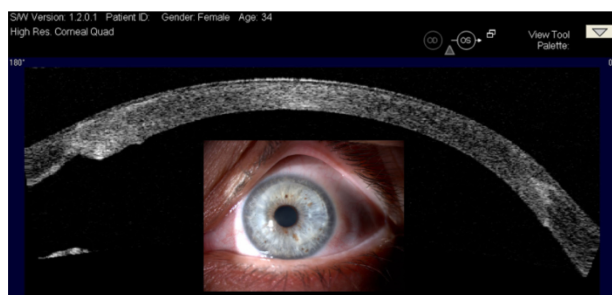 S/W Version: 1.2.0.1 Patient ID: Gender: Female Age: 34
High Res. Corneal Quad
OD
OS
View Tool
Palette:
180°
0